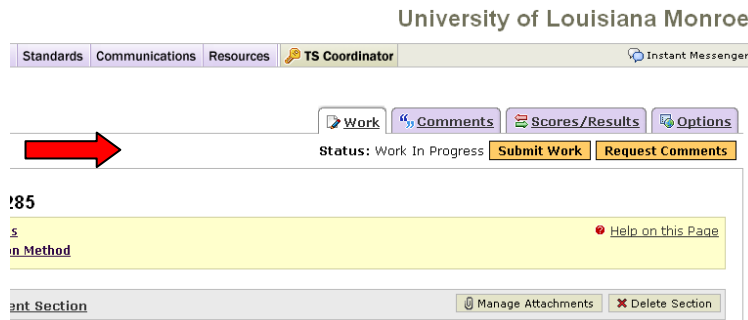 University of Louisiana Monroe
Standards Communications Resources TS Coordinator Instant Messenger
Work Comments Scores/Results Options
Status: Work In Progress Submit Work Request Comments
285
s Help on this Page
on Method
ent Section Manage Attachments Delete Section